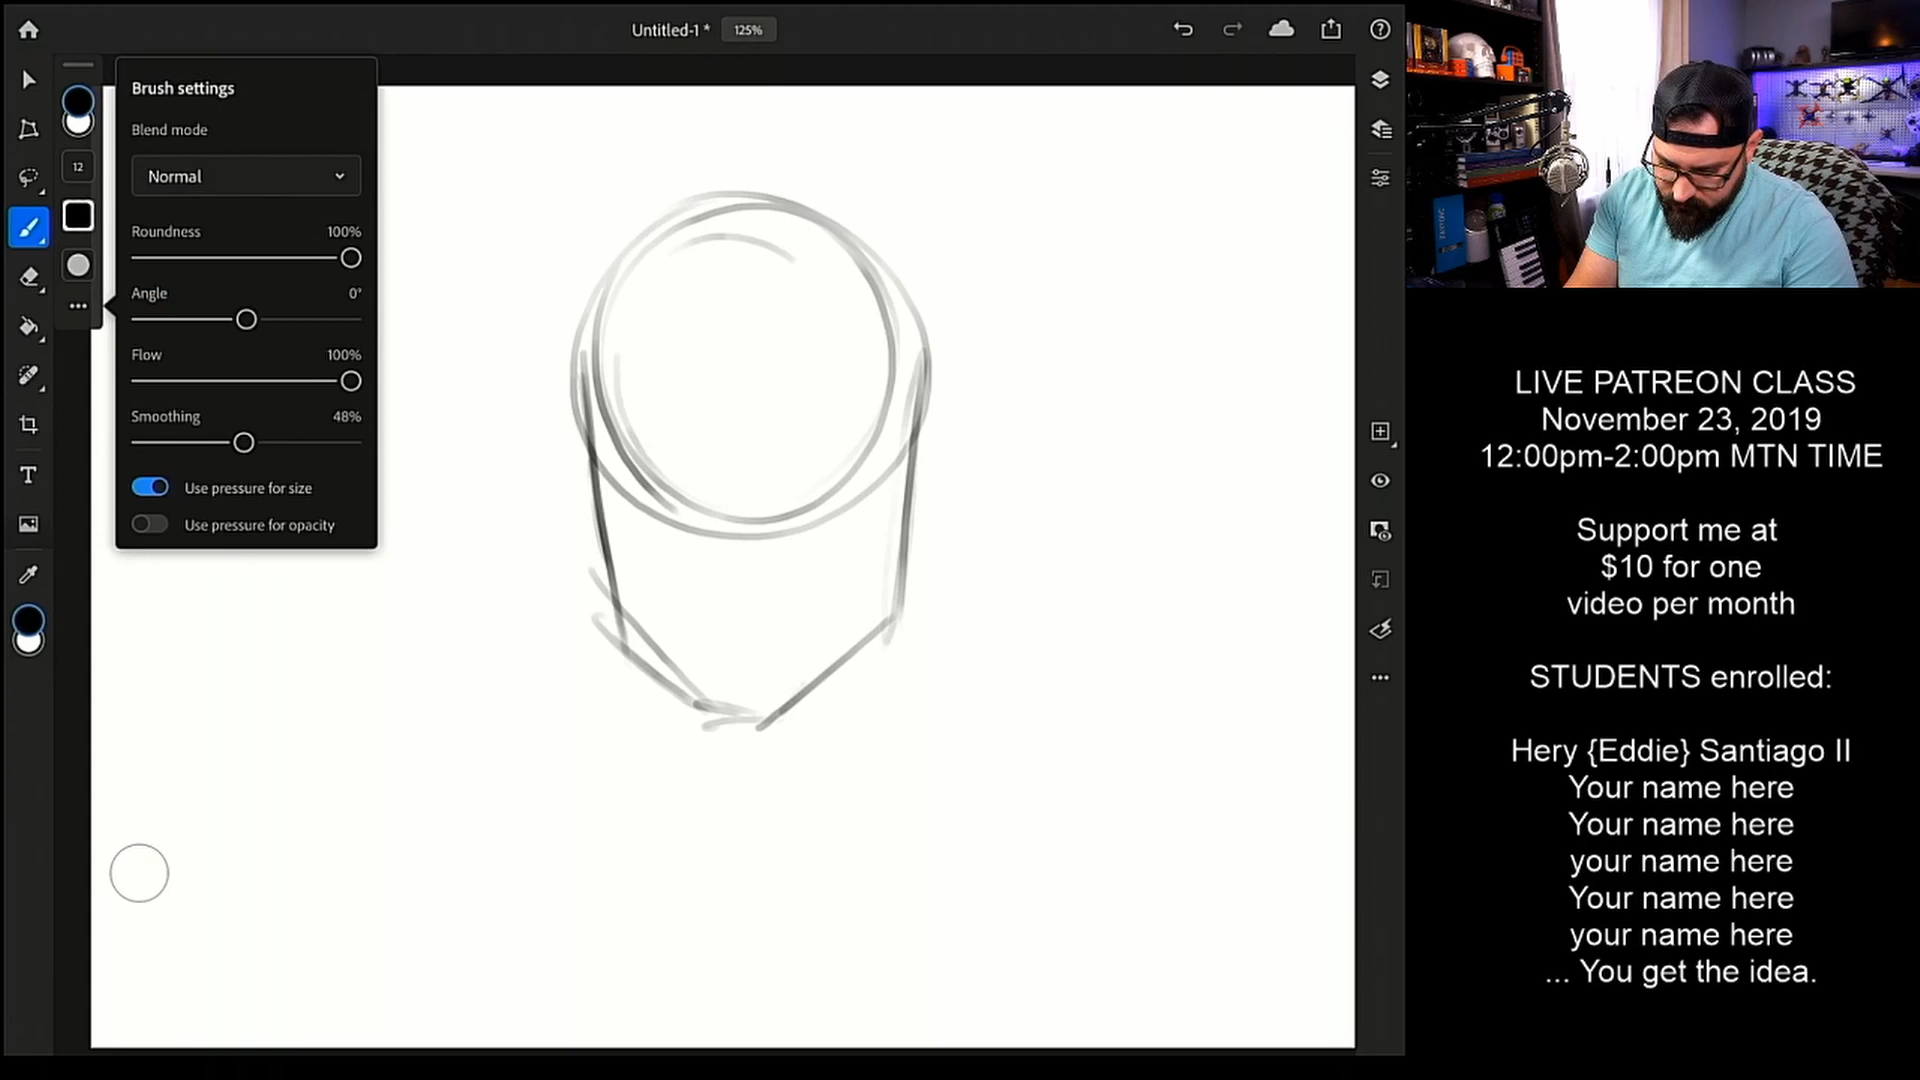 Untitled-1 *
125%
Brush settings
Blend mode
Normal
Roundness
100%
Angle
0°
Flow
100%
Smoothing
48%
Use pressure for size
Use pressure for opacity
12
LIVE PATREON CLASS
November 23, 2019
12:00pm-2:00pm MTN TIME
Support me at
$10 for one
video per month
STUDENTS enrolled:
Hery {Eddie} Santiago II
Your name here
Your name here
your name here
Your name here
your name here
... You get the idea.